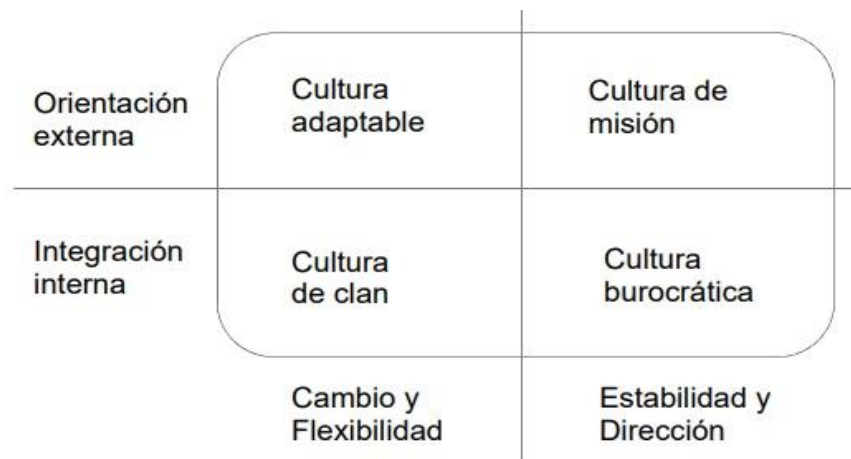 Orientación
externa
Cultura
adaptable
Cultura de
misión
Integración
interna
Cultura
de clan
Cultura
burocrática
Cambio y
Flexibilidad
Estabilidad y
Dirección